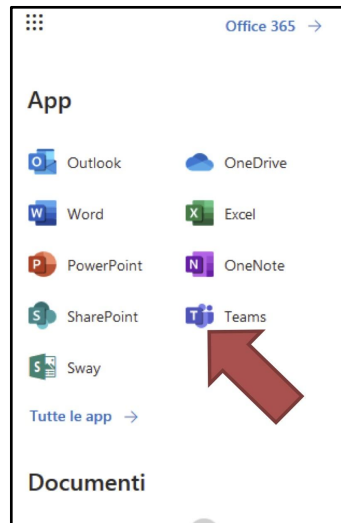 Office 365 →
App
Outlook OneDrive
Word Excel
PowerPoint OneNote
SharePoint Teams
Sway
Tutte le app →
Documenti